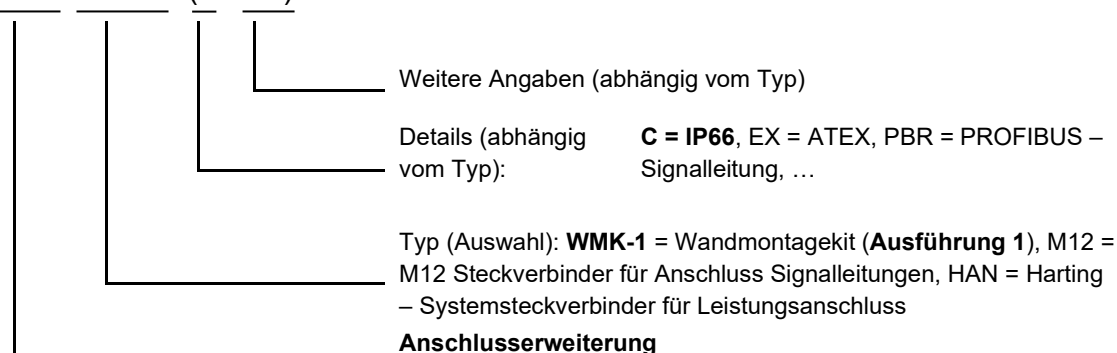 Weitere Angaben (abhängig vom Typ)
Details (abhängig vom Typ):
C = IP66, EX = ATEX, PBR = PROFIBUS –
Signalleitung, …
Typ (Auswahl): WMK-1 = Wandmontagekit (Ausführung 1), M12 =
M12 Steckverbinder für Anschluss Signalleitungen, HAN = Harting
– Systemsteckverbinder für Leistungsanschluss
Anschlusserweiterung